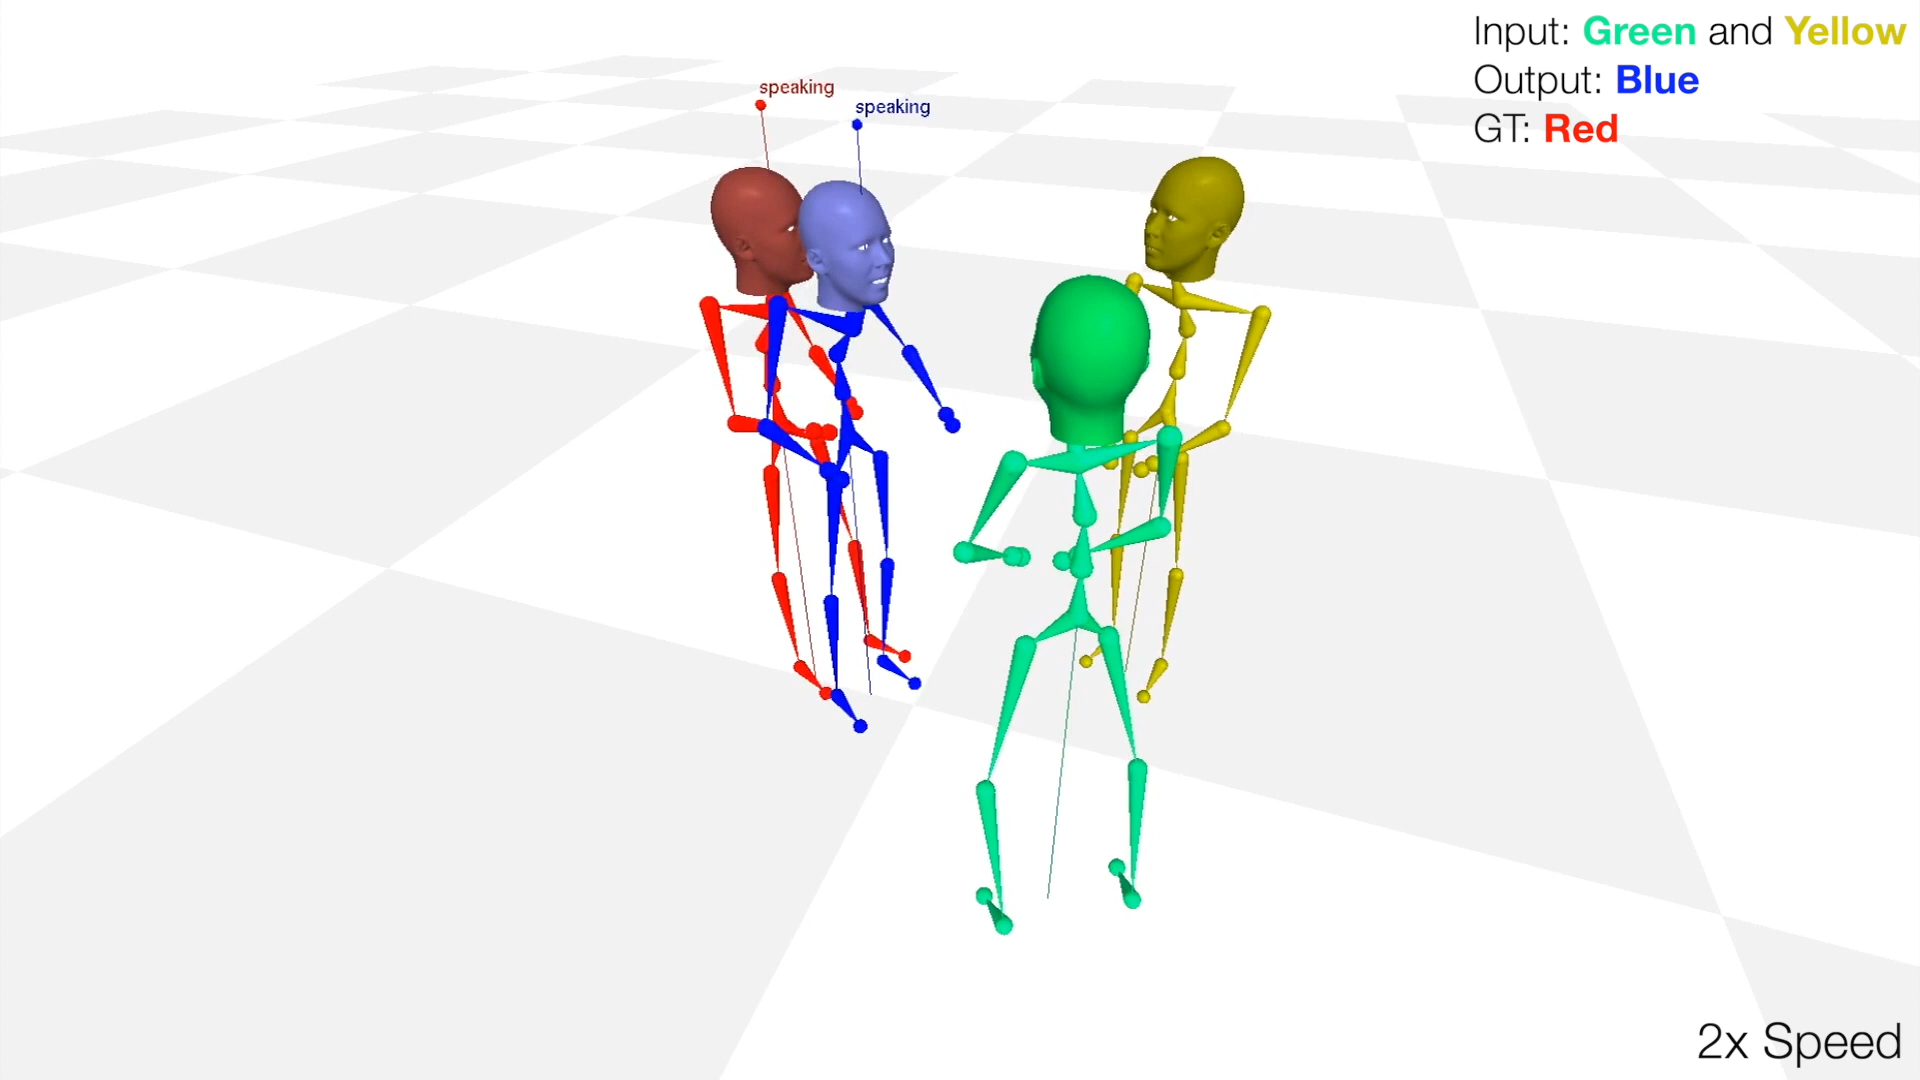 Input: Green and Yellow
Output: Blue
GT: Red
speaking
speaking
2x Speed